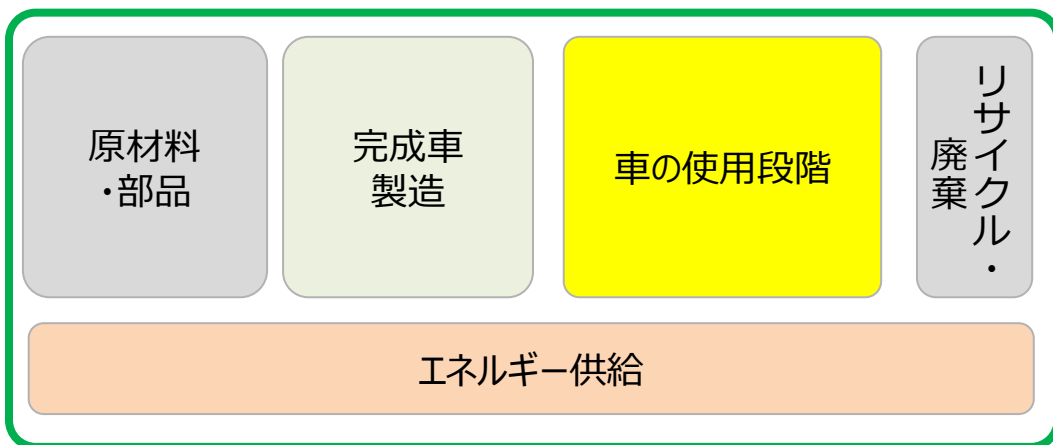 原材料
・部品
完成車
製造
車の使用段階
リサイクル・
廃棄
エネルギー供給